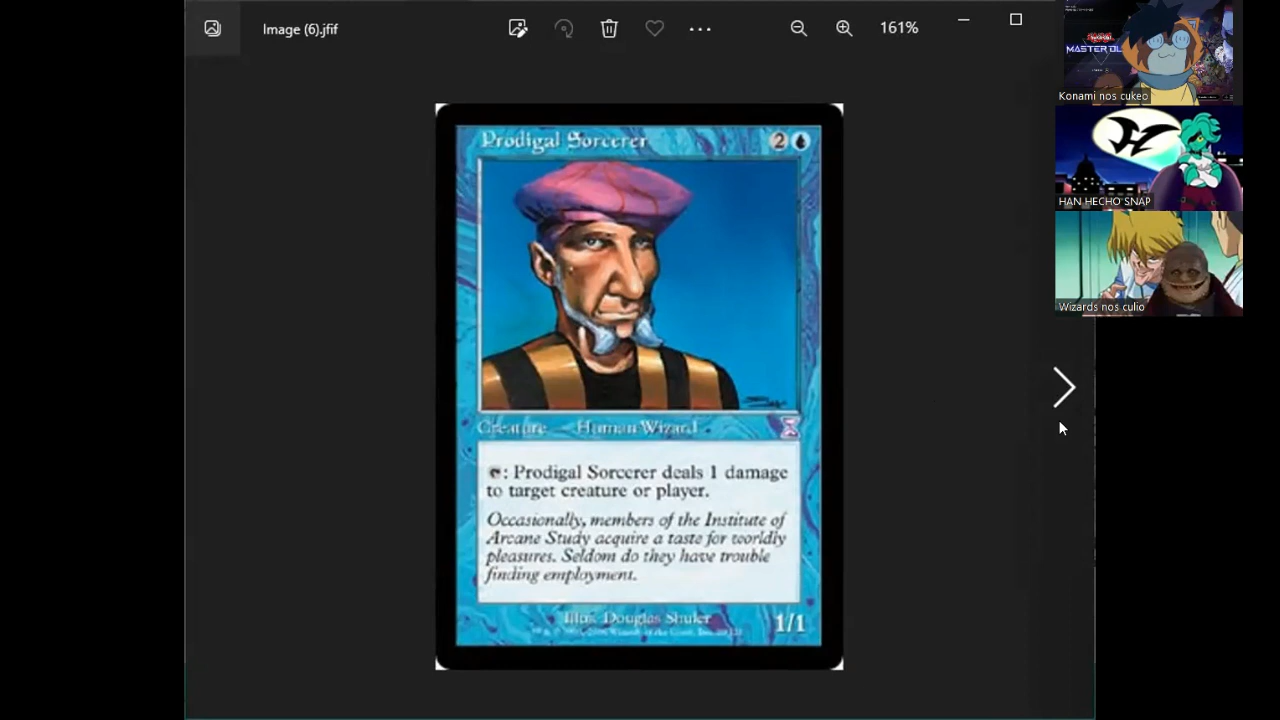 Image (6).jfif
161%
Prodigal Sorcerer
2
Creature — Human Wizard
: Prodigal Sorcerer deals 1 damage
to target creature or player.
Occasionally, members of the Institute of
Arcane Study acquire a taste for worldly
pleasures. Seldom do they have trouble
finding employment.
Illus. Douglas Shuler
1/1
MASTER DU
Konami nos cukeo
HAN HECHO SNAP
Wizards nos culio